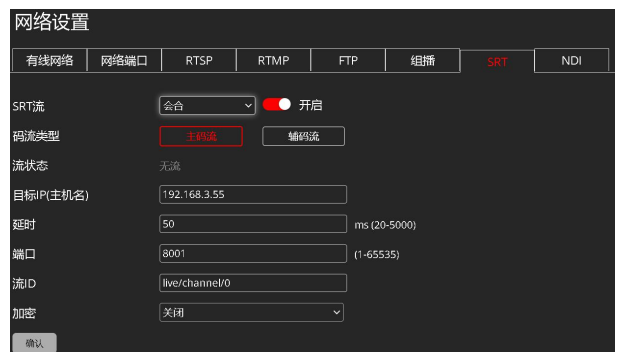 网络设置
有线网络 网络端口 RTSP RTMP FTP 组播 SRT NDI
SRT流 会合 开启
码流类型 主码流 辅码流
流状态 无流
目标IP(主机名) 192.168.3.55
延时 50 ms (20-5000)
端口 8001 (1-65535)
流ID live/channel/0
加密 关闭
确认